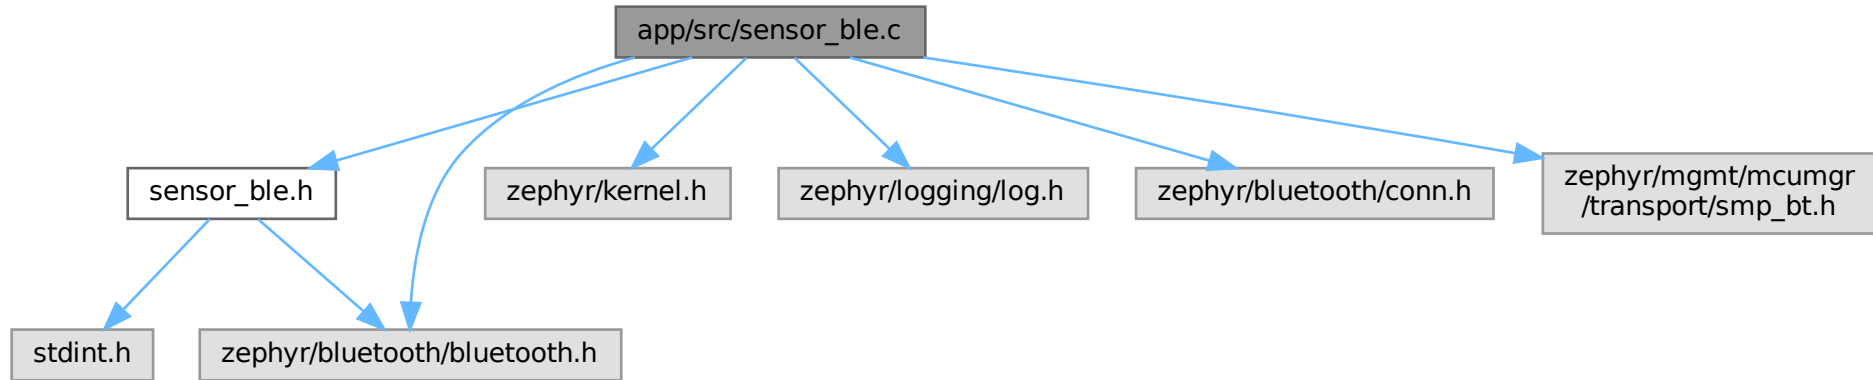 app/src/sensor_ble.c
sensor_ble.h
zephyr/kernel.h
zephyr/logging/log.h
zephyr/bluetooth/conn.h
zephyr/mgmt/mcumgr
/transport/smp_bt.h
stdint.h
zephyr/bluetooth/bluetooth.h